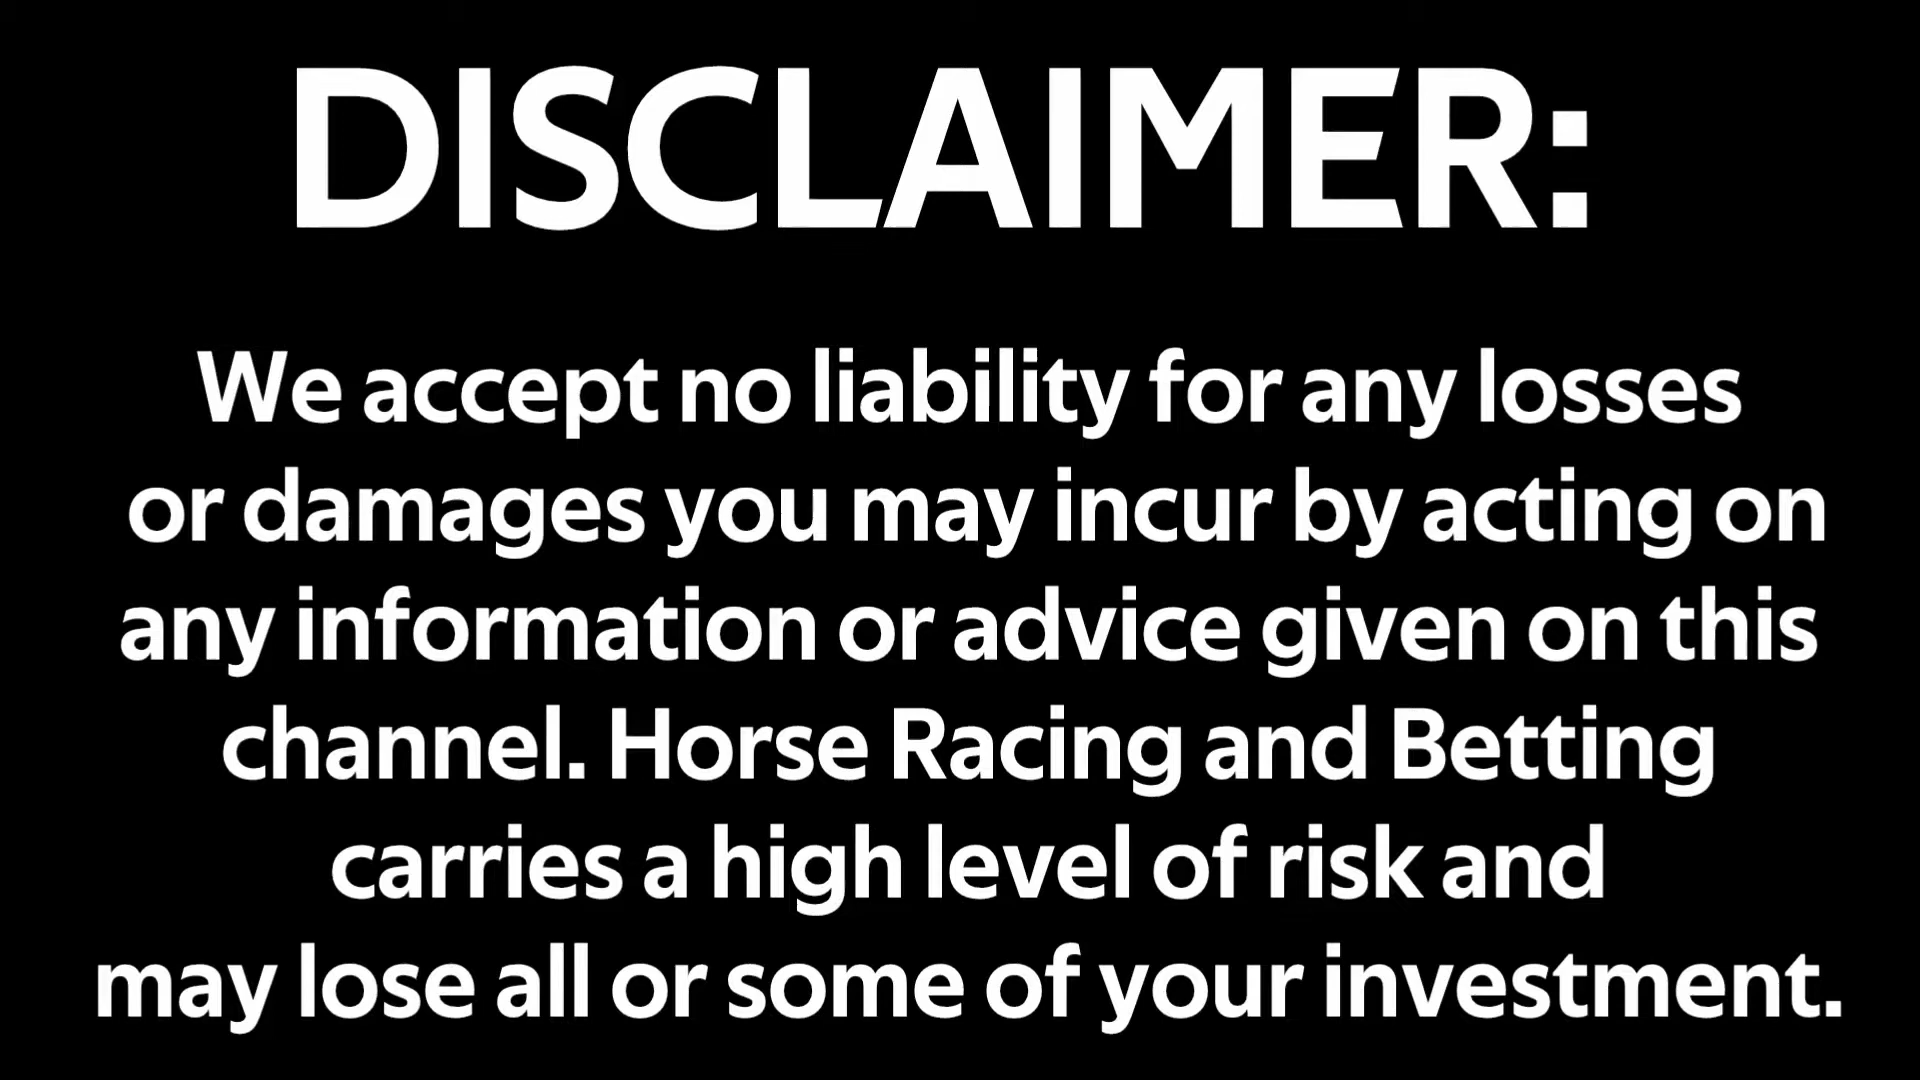 DISCLAIMER:
We accept no liability for any losses
or damages you may incur by acting on
any information or advice given on this
channel. Horse Racing and Betting
carries a high level of risk and
may lose all or some of your investment.